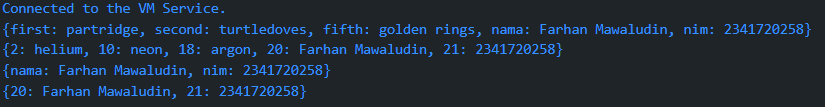 Connected to the VM Service.
{first: partridge, second: turtledoves, fifth: golden rings, nama: Farhan Mawaludin, nim: 2341720258}
{2: helium, 10: neon, 18: argon, 20: Farhan Mawaludin, 21: 2341720258}
{nama: Farhan Mawaludin, nim: 2341720258}
{20: Farhan Mawaludin, 21: 2341720258}